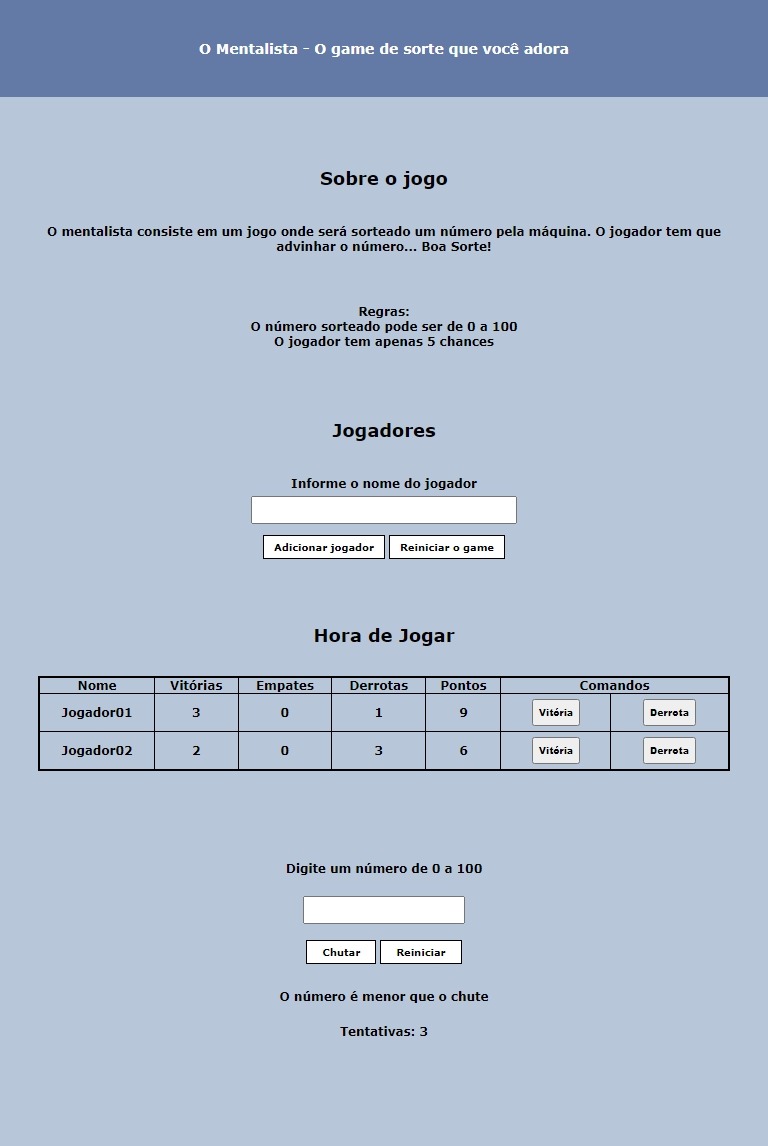 O Mentalista - O game de sorte que você adora
Sobre o jogo
O mentalista consiste em um jogo onde será sorteado um número pela máquina. O jogador tem que
advinhar o número... Boa Sorte!
Regras:
O número sorteado pode ser de 0 a 100
O jogador tem apenas 5 chances
Jogadores
Informe o nome do jogador
Adicionar jogador Reiniciar o game
Hora de Jogar
Nome Vitórias Empates Derrotas Pontos Comandos
Jogador01 3 0 1 9 Vitória Derrota
Jogador02 2 0 3 6 Vitória Derrota
Digite um número de 0 a 100
Chutar Reiniciar
O número é menor que o chute
Tentativas: 3